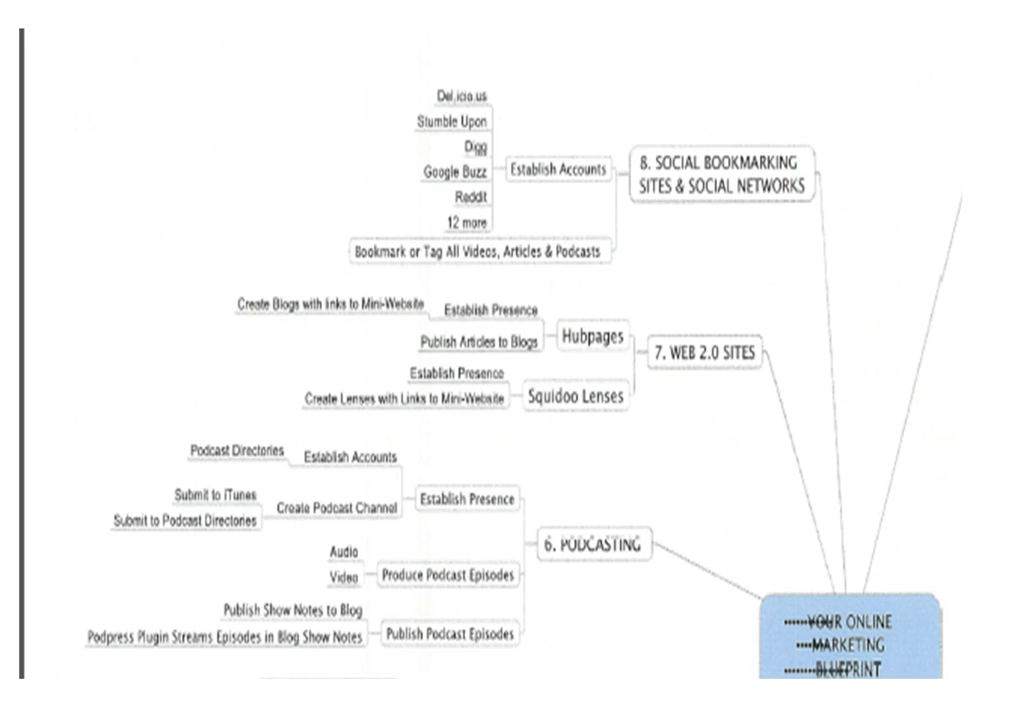 Del.icio.us
Stumble Upon
Digg
Google Buzz
Reddit
12 more
Establish Accounts
Bookmark or Tag All Videos, Articles & Podcasts
8. SOCIAL BOOKMARKING
SITES & SOCIAL NETWORKS
Create Blogs with links to Mini-Website
Establish Presence
Publish Articles to Blogs
Hubpages
Establish Presence
Create Lenses with Links to Mini-Website
Squidoo Lenses
7. WEB 2.0 SITES
Podcast Directories
Establish Accounts
Submit to iTunes
Submit to Podcast Directories
Create Podcast Channel
Establish Presence
Audio
Video
Produce Podcast Episodes
Publish Show Notes to Blog
Podpress Plugin Streams Episodes in Blog Show Notes
Publish Podcast Episodes
6. PODCASTING
YOUR ONLINE
MARKETING
BLUEPRINT